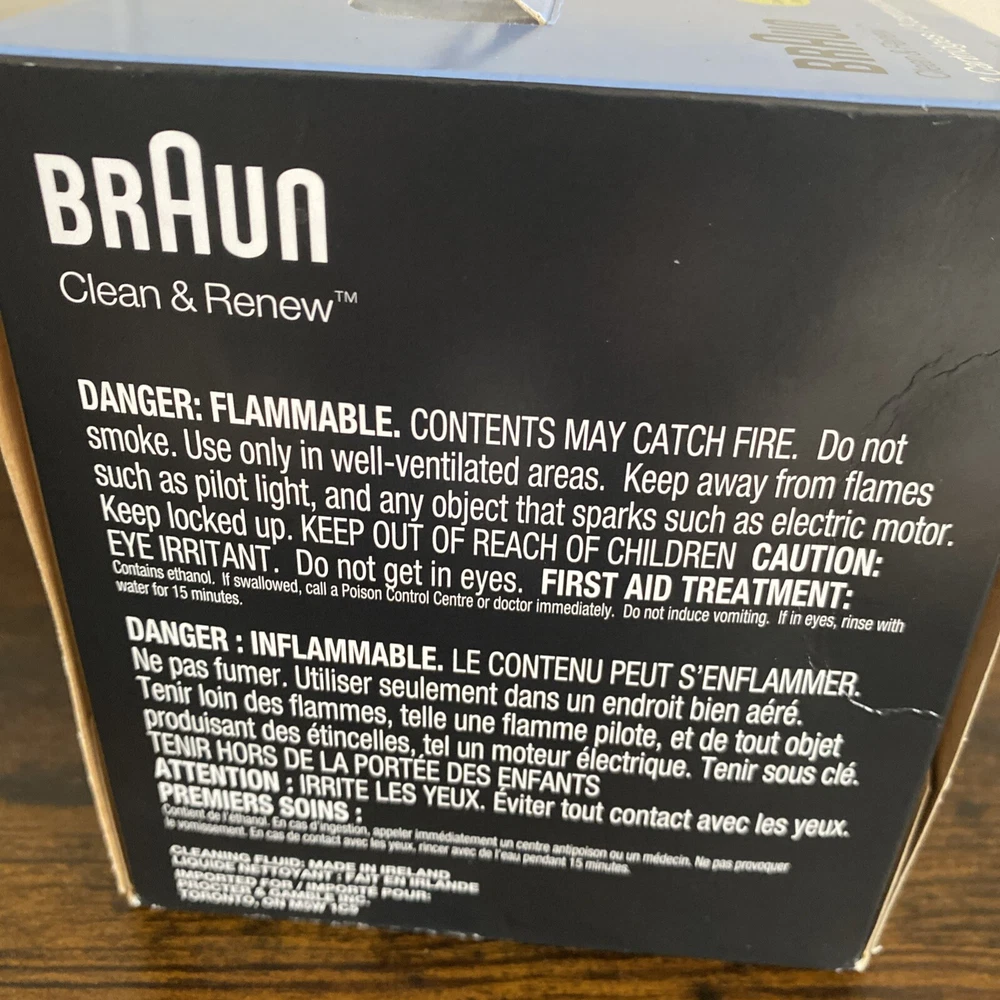 BRAUN
BRAUN
Clean & Renew™
DANGER: FLAMMABLE. CONTENTS MAY CATCH FIRE. Do not
smoke. Use only in well-ventilated areas. Keep away from flames
such as pilot light, and any object that sparks such as electric motor.
Keep locked up. KEEP OUT OF REACH OF CHILDREN CAUTION:
EYE IRRITANT. Do not get in eyes. FIRST AID TREATMENT:
Contains ethanol. If swallowed, call a Poison Control Centre or doctor immediately. Do not induce vomiting. If in eyes, rinse with
water for 15 minutes.
DANGER : INFLAMMABLE. LE CONTENU PEUT S'ENFLAMMER.
Ne pas fumer. Utiliser seulement dans un endroit bien aéré.
Tenir loin des flammes, telle une flamme pilote, et de tout objet
produisant des étincelles, tel un moteur électrique. Tenir sous clé.
TENIR HORS DE LA PORTÉE DES ENFANTS
ATTENTION : IRRITE LES YEUX. Éviter tout contact avec les yeux.
PREMIERS SOINS :
Contient de l'éthanol. En cas d'ingestion, appeler immédiatement un centre antipoison ou un médecin. Ne pas provoquer
le vomissement. En cas de contact avec les yeux, rincer avec de l'eau pendant 15 minutes.
CLEANING FLUID: MADE IN IRELAND
LIQUIDE NETTOYANT : FAIT EN IRLANDE
IMPORTED FOR / IMPORTÉ POUR:
PROCTER & GAMBLE INC.
TORONTO, ON M5W 1C5